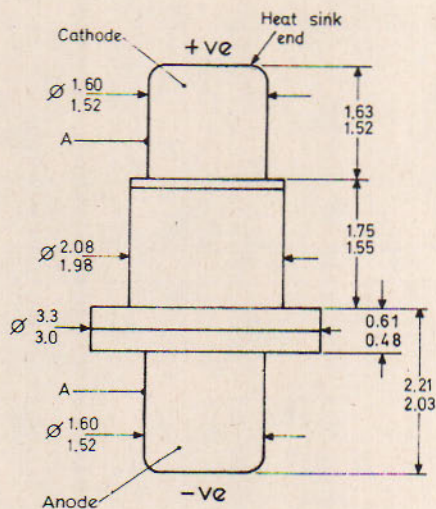 Heat sink
end
Cathode
+ve
Ø 1.60
1.52
1.63
1.52
A
1.75
1.55
Ø 2.08
1.98
Ø 3.3
3.0
0.61
0.48
A
2.21
2.03
Ø 1.60
1.52
Anode
-ve